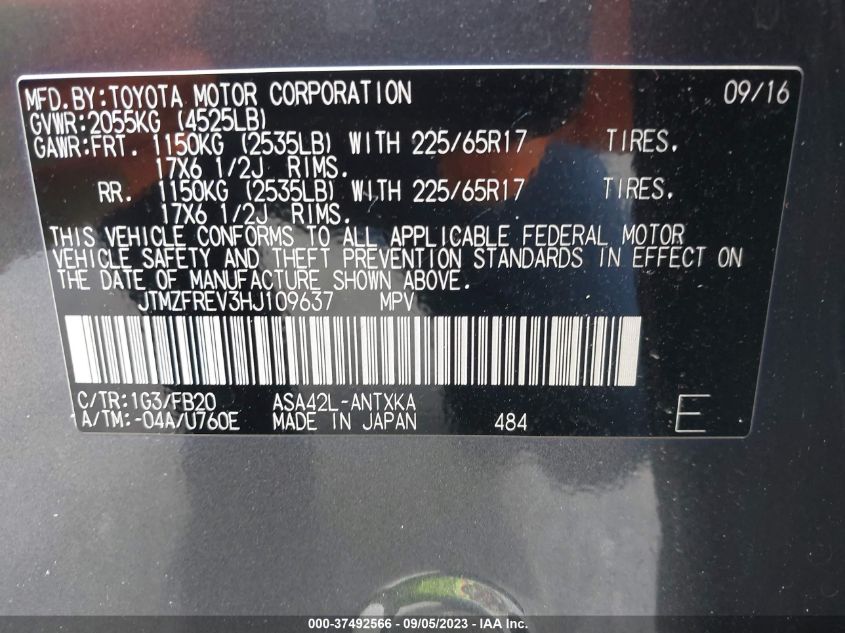 MFD.BY:TOYOTA MOTOR CORPORATION 09/16
GVWR:2055KG (4525LB)
GAWR:FRT. 1150KG (2535LB) WITH 225/65R17 TIRES.
17X6 1/2J RIMS.
RR. 1150KG (2535LB) WITH 225/65R17 TIRES.
17X6 1/2J RIMS.
THIS VEHICLE CONFORMS TO ALL APPLICABLE FEDERAL MOTOR
VEHICLE SAFETY AND THEFT PREVENTION STANDARDS IN EFFECT ON
THE DATE OF MANUFACTURE SHOWN ABOVE.
JTMZFREV3HJ109637 MPV
C/TR:1G3/FB20 ASA42L-ANTXKA
A/TM:-04A/U760E MADE IN JAPAN 484 E
000-37492566 - 09/05/2023 - © IAA Inc.